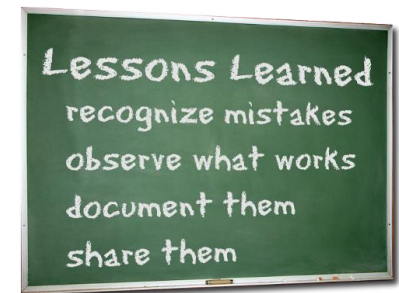 Lessons Learned
recognize mistakes
observe what works
document them
share them